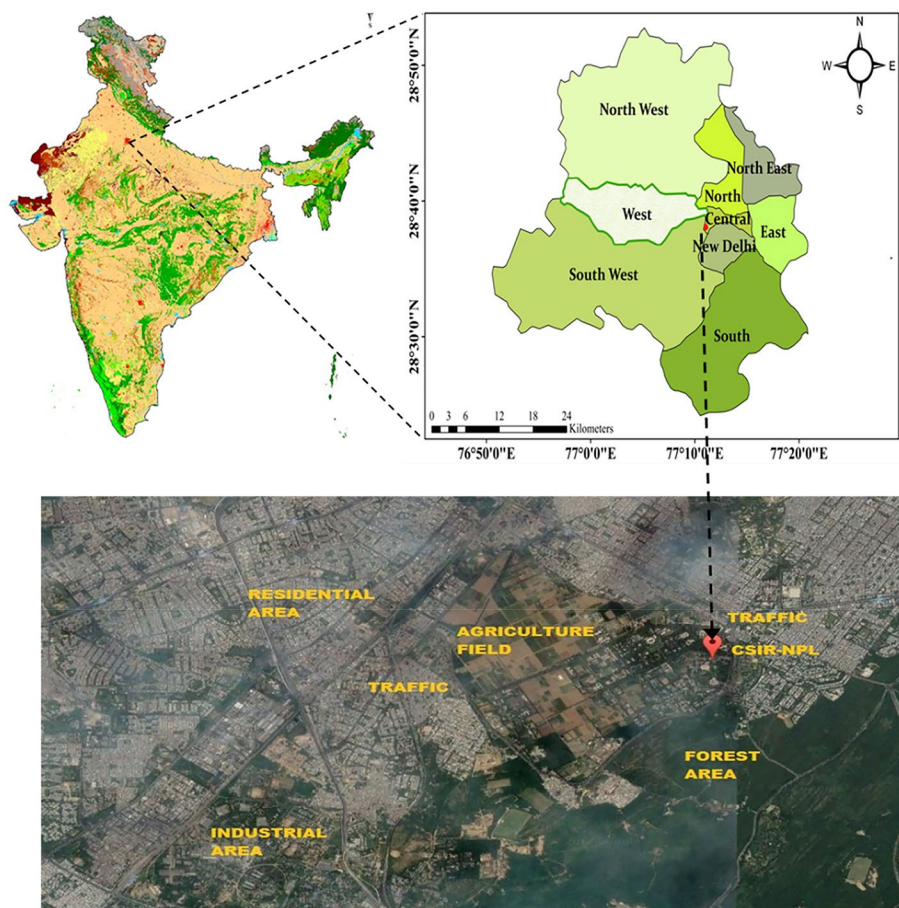 N
W
E
S
28°50'0"N
28°40'0"N
28°30'0"N
North West
North East
North
West
Central
East
New Delhi
South West
South
0 3 6 12 18 24
Kilometers
76°50'0"E 77°0'0"E 77°10'0"E 77°20'0"E
RESIDENTIAL
AREA
AGRICULTURE
FIELD
TRAFFIC
CSIR-NPL
TRAFFIC
FOREST
AREA
INDUSTRIAL
AREA